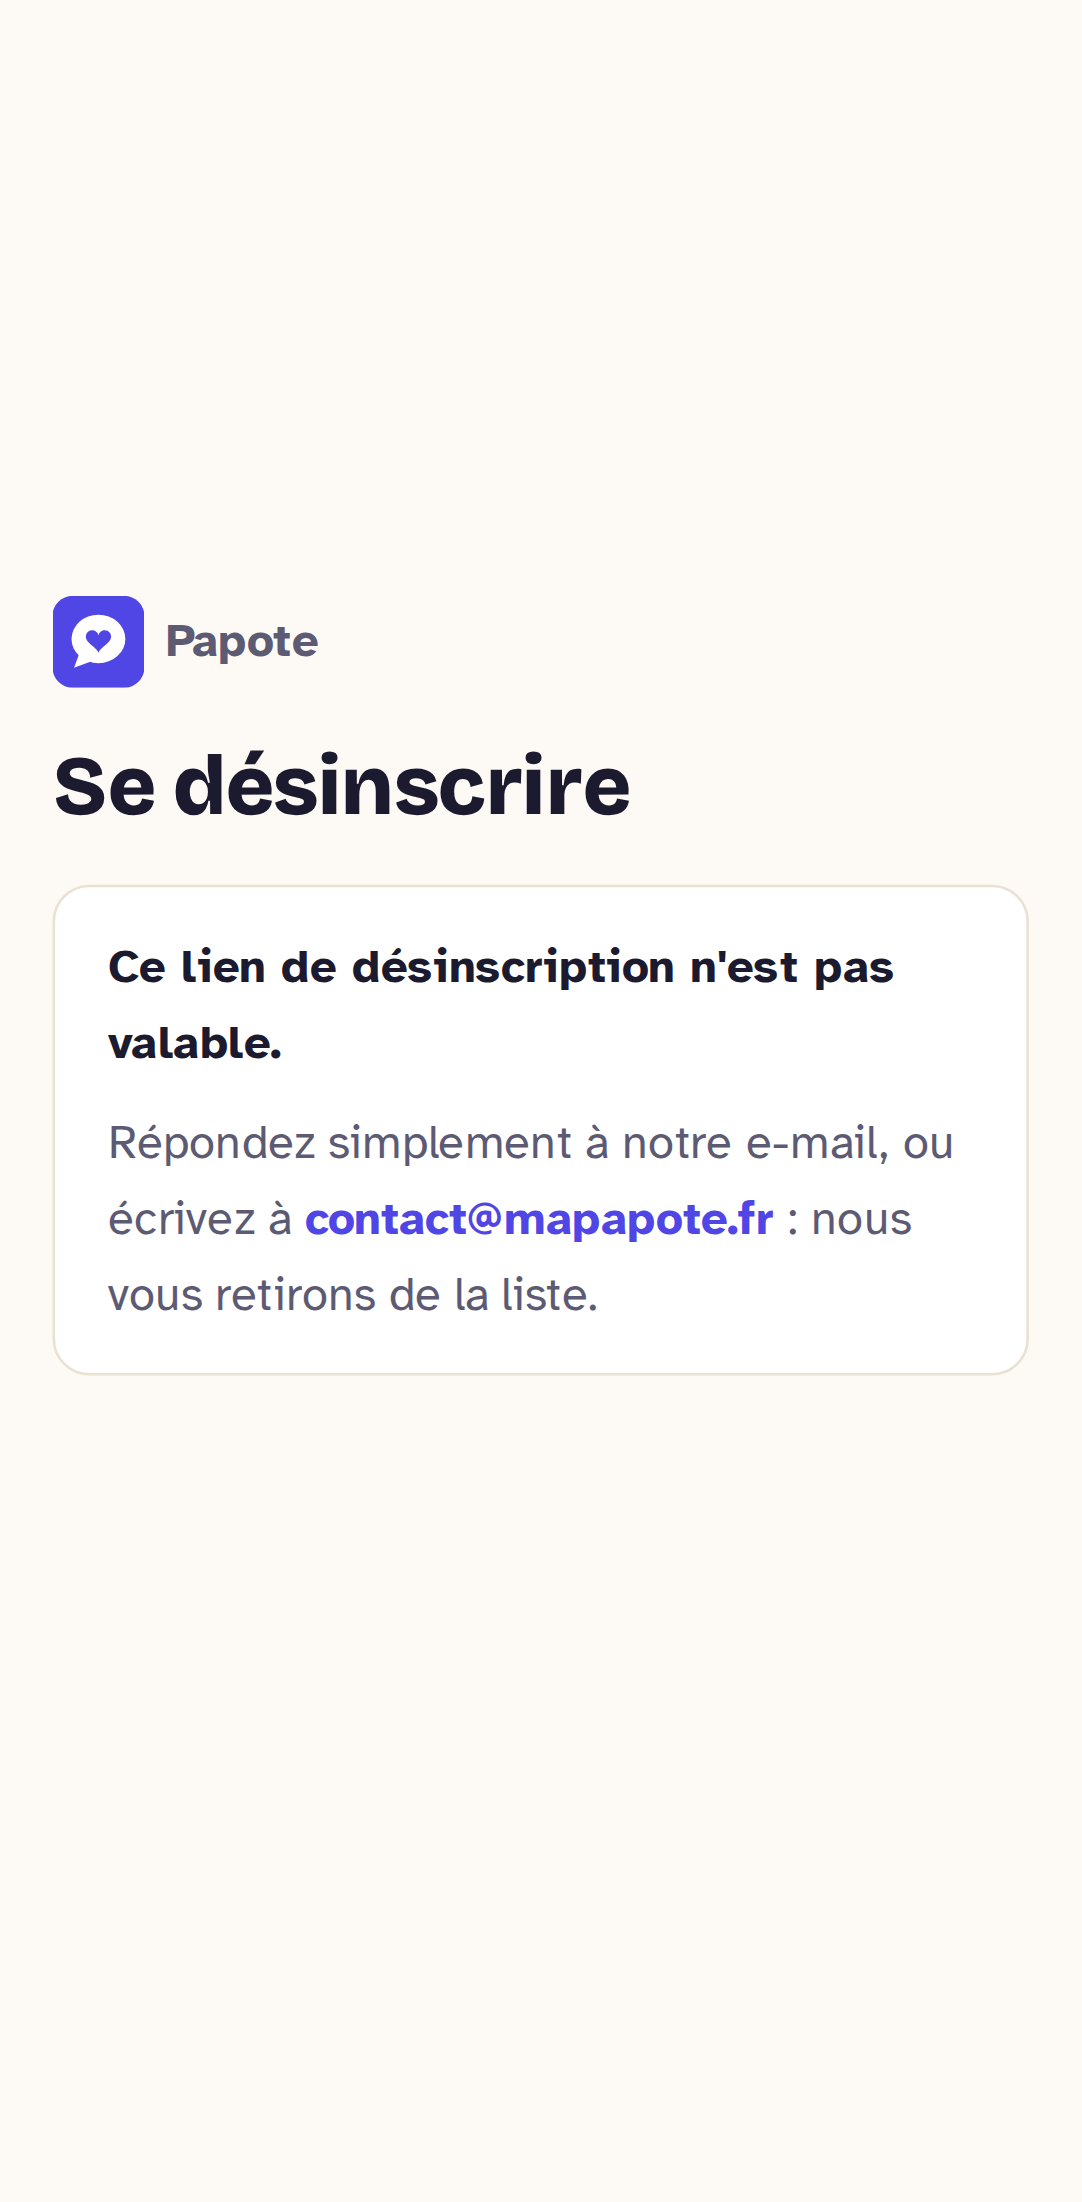 Papote
Se désinscrire
Ce lien de désinscription n'est pas
valable.
Répondez simplement à notre e-mail, ou
écrivez à contact@mapapote.fr : nous
vous retirons de la liste.